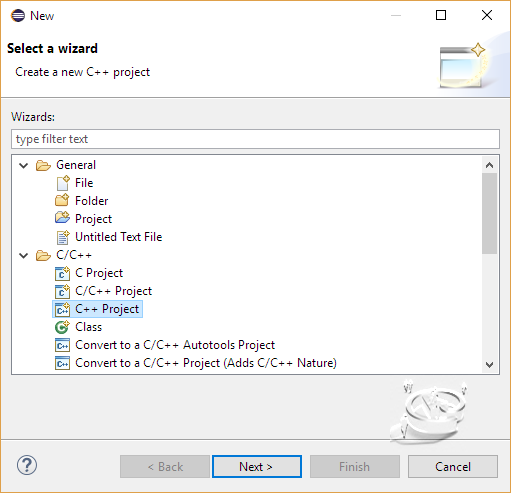 New
Select a wizard
Create a new C++ project
Wizards:
type filter text
General
File
Folder
Project
Untitled Text File
C/C++
C Project
C/C++ Project
C++ Project
Class
Convert to a C/C++ Autotools Project
Convert to a C/C++ Project (Adds C/C++ Nature)
? < Back Next > Finish Cancel